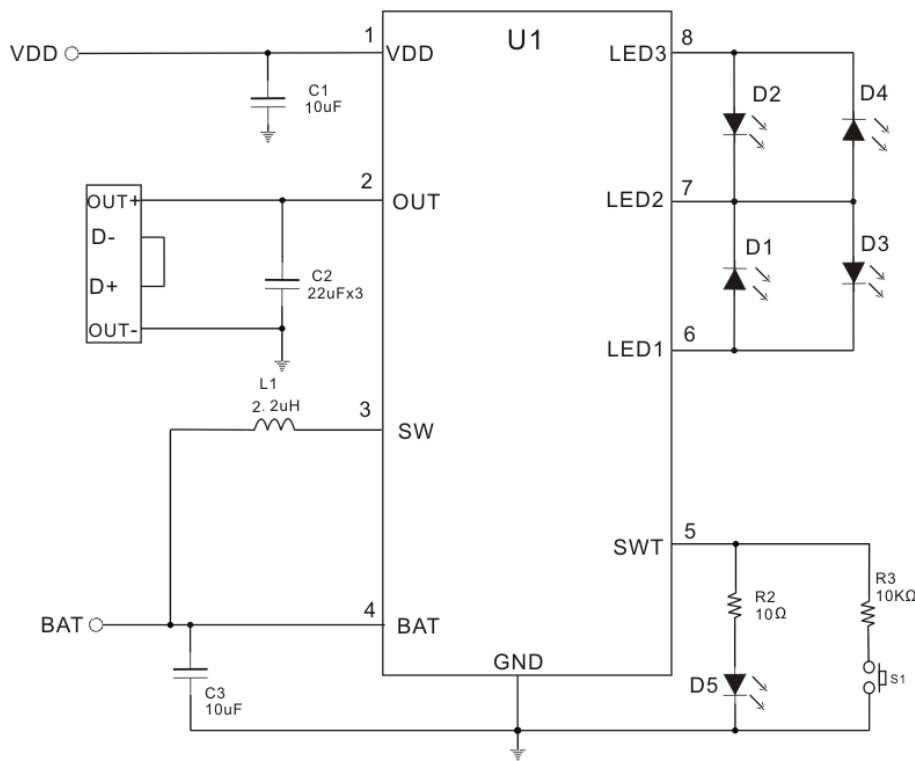 VDD
C1
10uF
1
VDD
U1
LED3
8
D2
D4
OUT+
D-
D+
OUT-
2
OUT
C2
22uFx3
LED2
7
D1
D3
LED1
6
L1
2.2uH
3
SW
SWT
5
R2
10Ω
R3
10KΩ
BAT
4
BAT
C3
10uF
GND
D5
S1